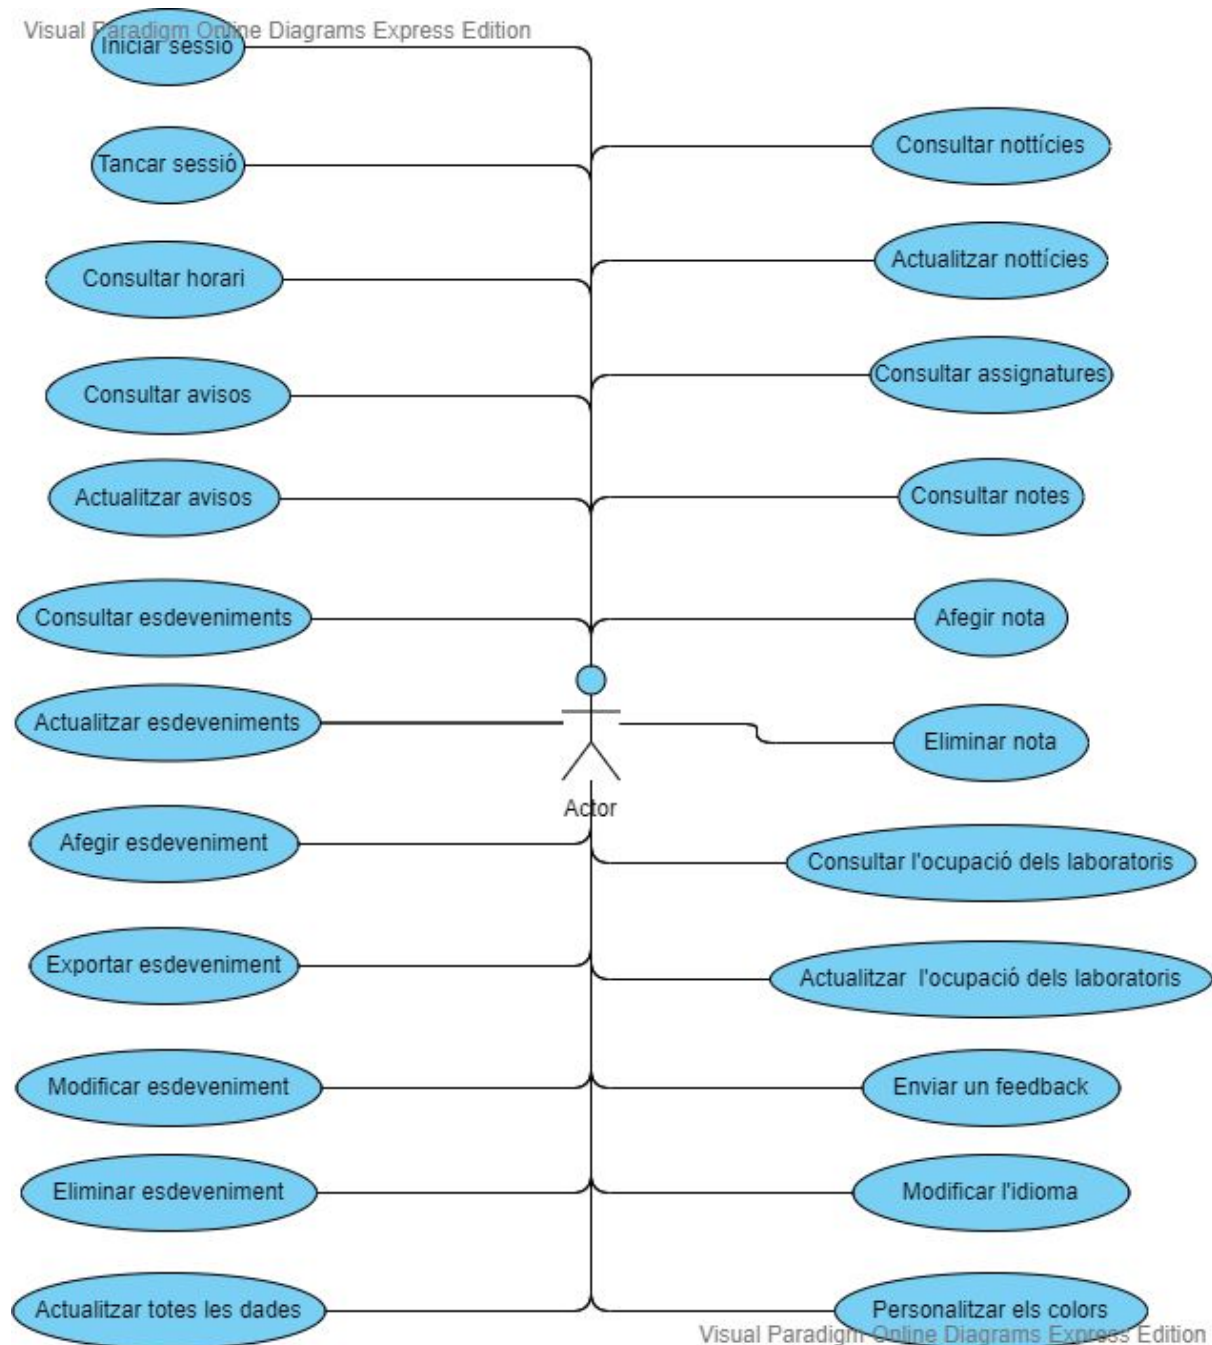 Visual Paradigm Online Diagrams Express Edition
Iniciar sessió
Tancar sessió
Consultar horari
Consultar avisos
Actualitzar avisos
Consultar esdeveniments
Actualitzar esdeveniments
Afegir esdeveniment
Exportar esdeveniment
Modificar esdeveniment
Eliminar esdeveniment
Actualitzar totes les dades
Actor
Consultar nottícies
Actualitzar nottícies
Consultar assignatures
Consultar notes
Afegir nota
Eliminar nota
Consultar l'ocupació dels laboratoris
Actualitzar l'ocupació dels laboratoris
Enviar un feedback
Modificar l'idioma
Personalitzar els colors
Visual Paradigm Online Diagrams Express Edition